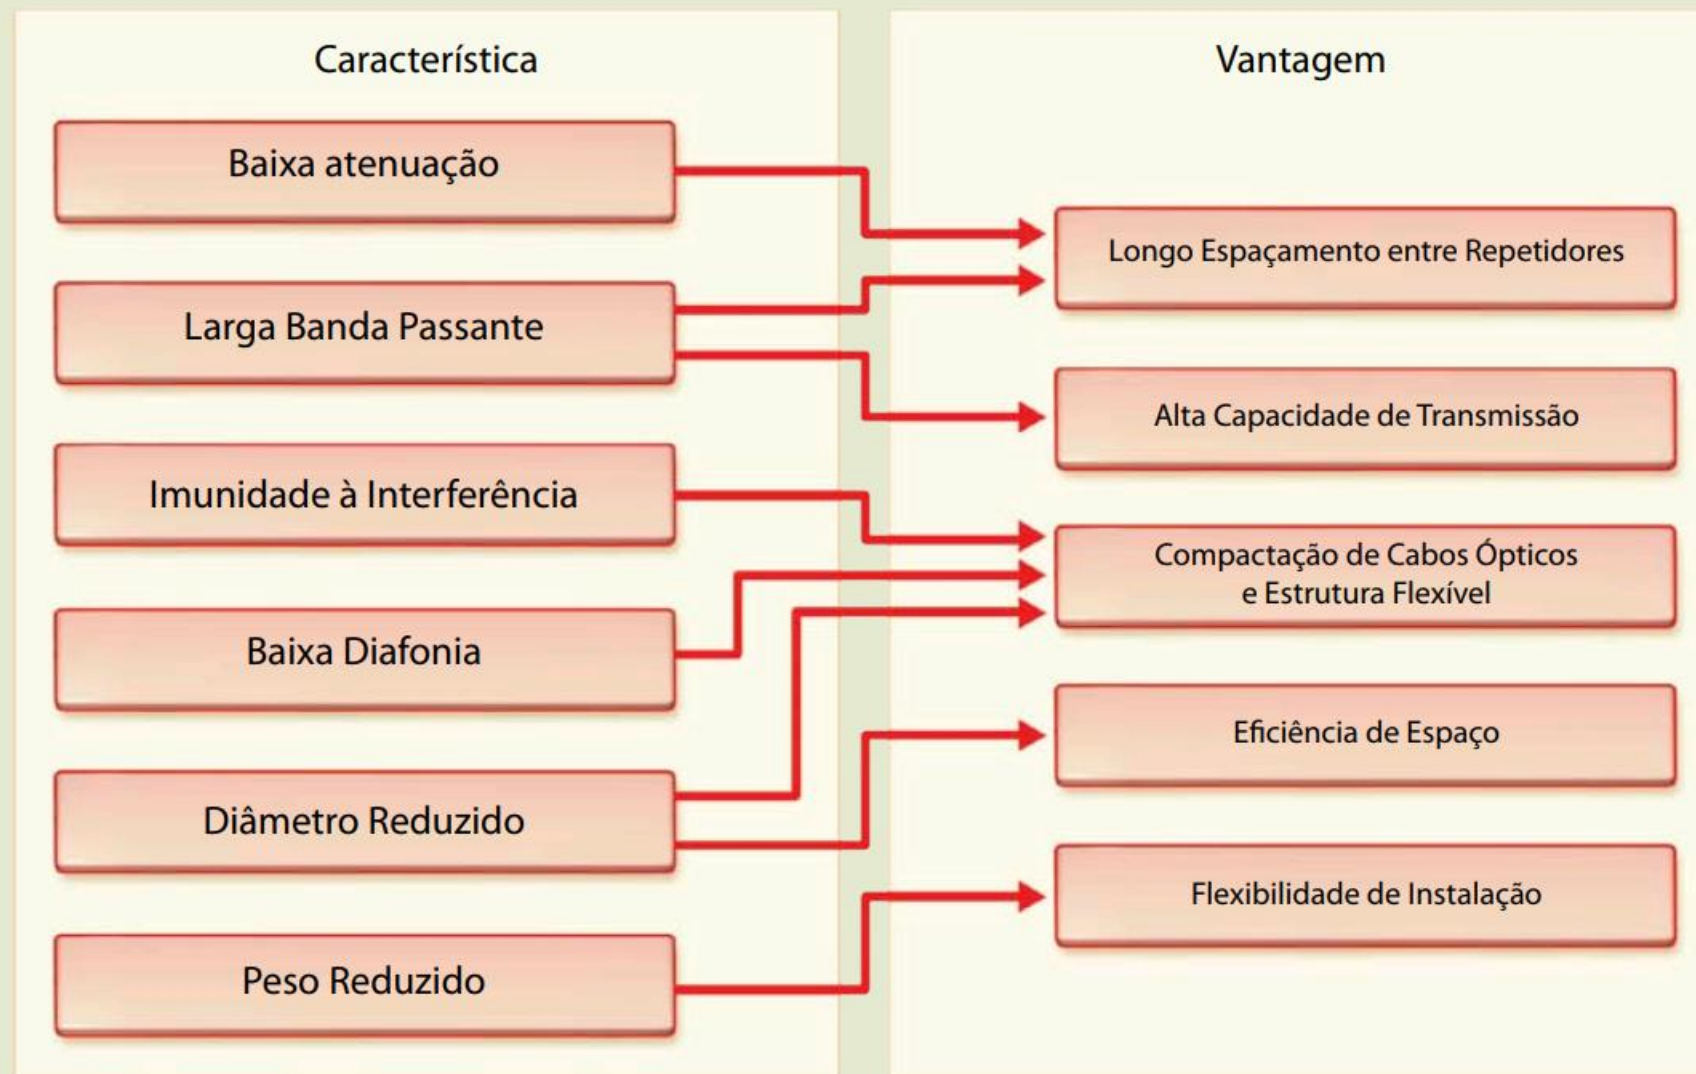 Característica
Baixa atenuação
Larga Banda Passante
Imunidade à Interferência
Baixa Diafonia
Diâmetro Reduzido
Peso Reduzido
Vantagem
Longo Espaçamento entre Repetidores
Alta Capacidade de Transmissão
Compactação de Cabos Ópticos
e Estrutura Flexível
Eficiência de Espaço
Flexibilidade de Instalação